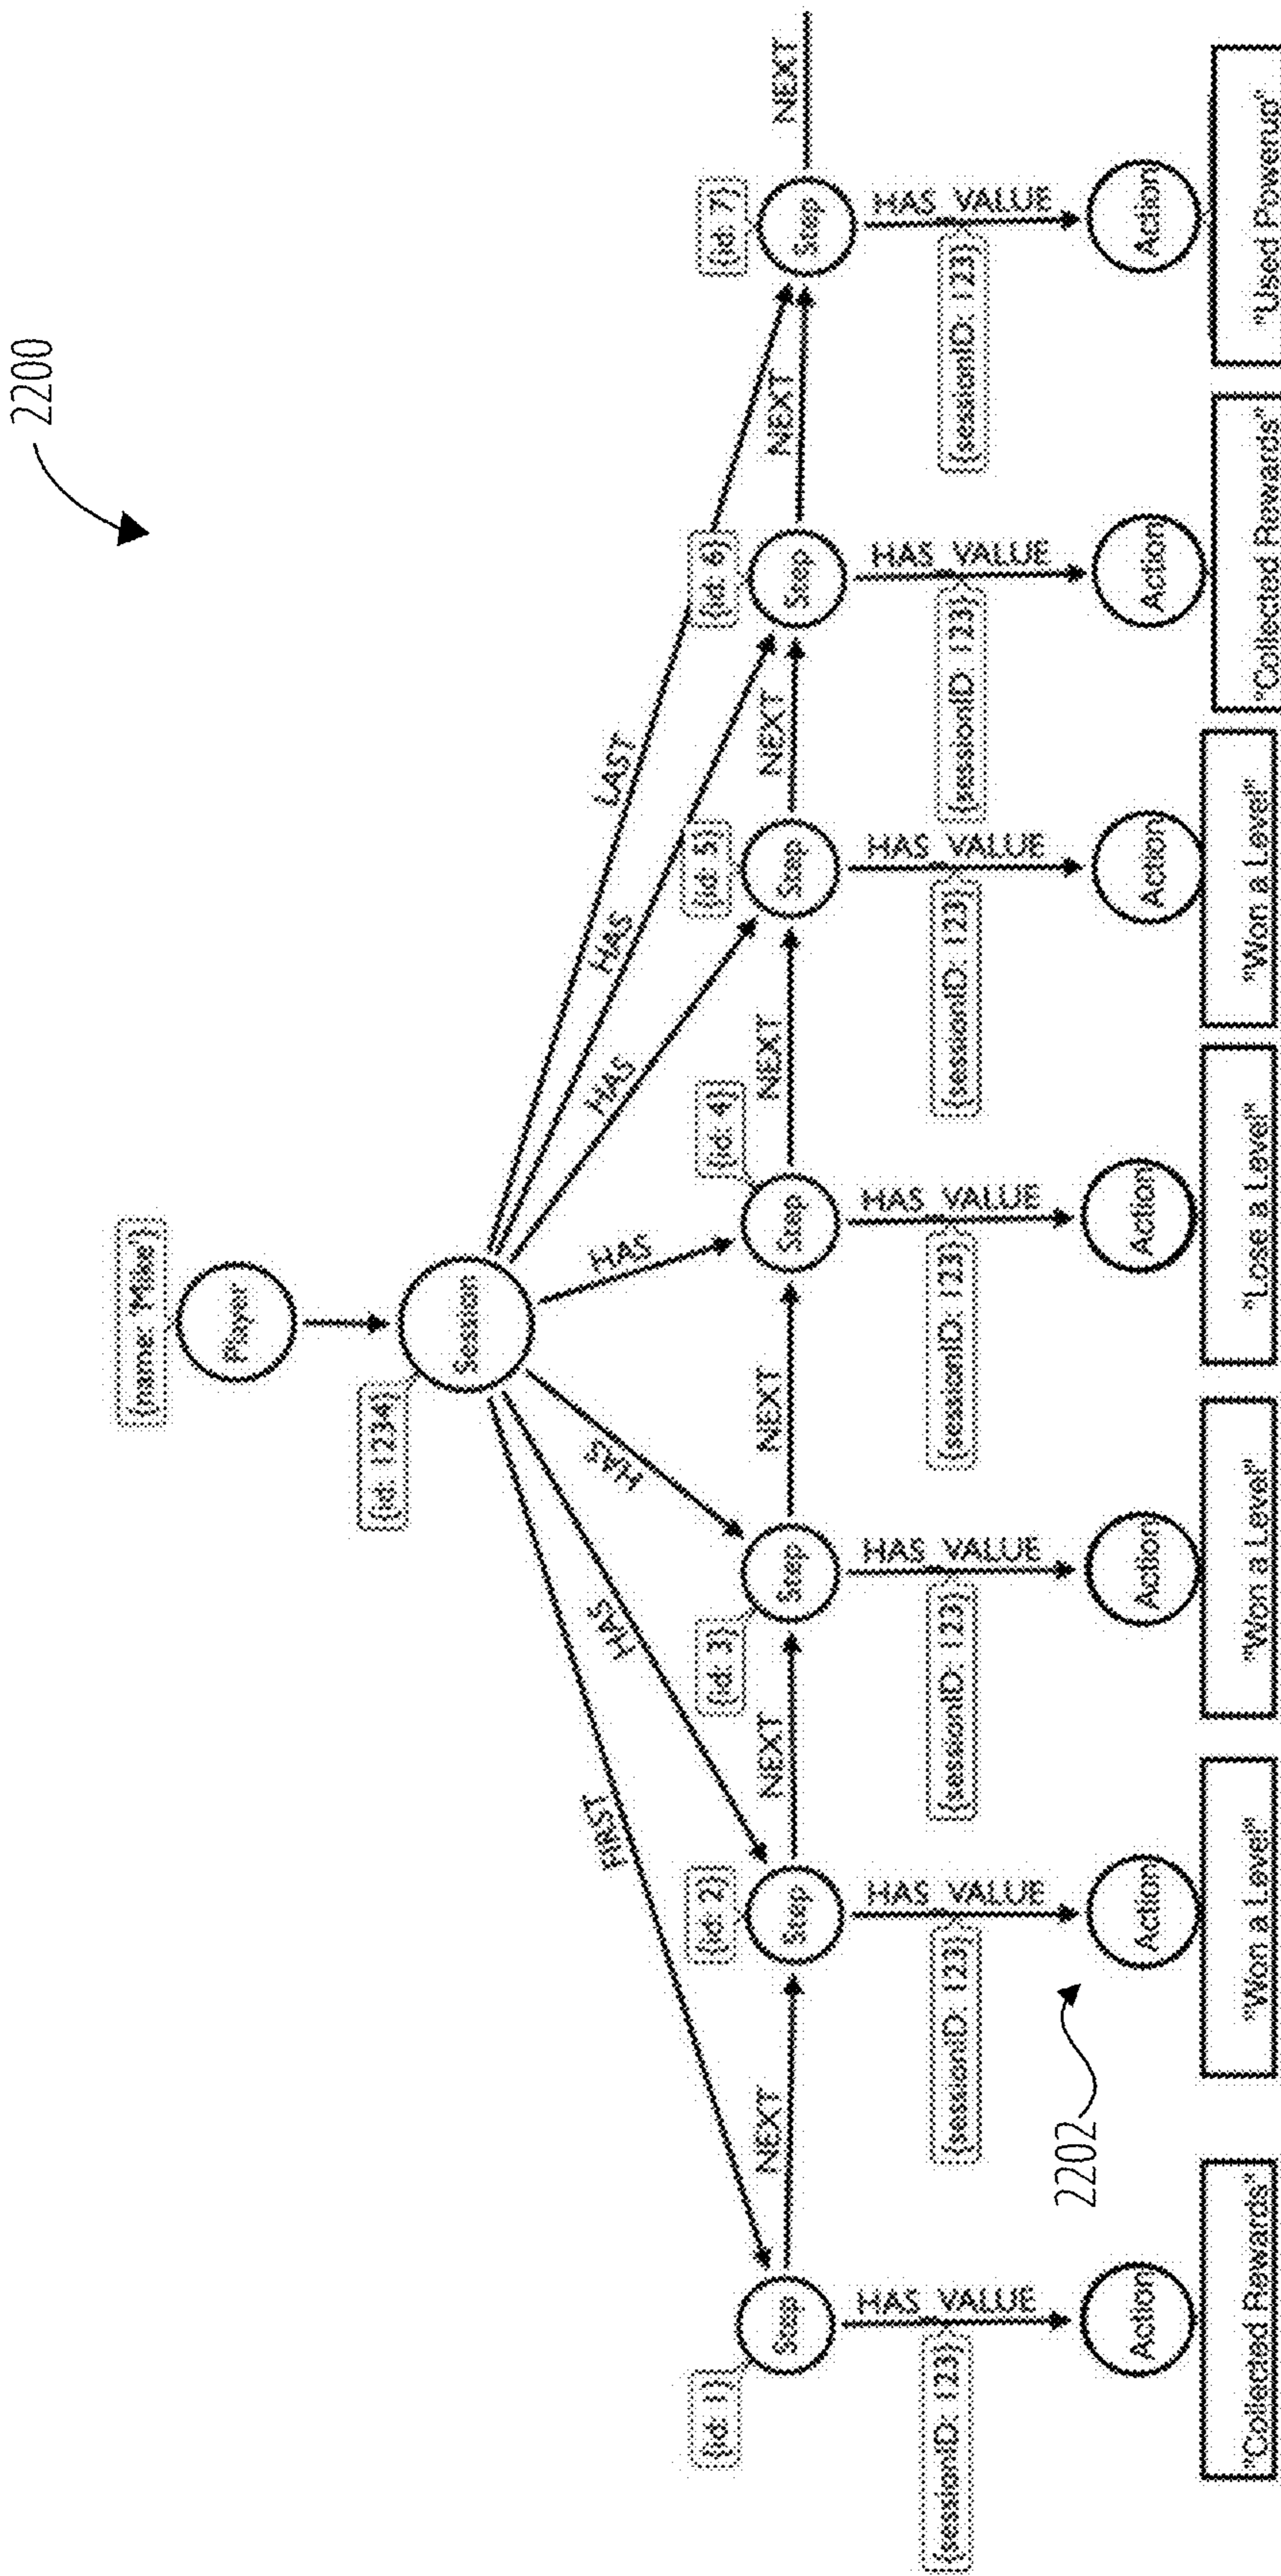 2200
{name: 'Mike'}
Player
{id: 1234}
Session
FIRST
HAS
HAS
HAS
HAS
HAS
LAST
{id: 1}
{id: 2}
{id: 3}
{id: 4}
{id: 5}
{id: 6}
{id: 7}
Step
NEXT
Step
NEXT
Step
NEXT
Step
NEXT
Step
NEXT
Step
NEXT
Step
NEXT
HAS_VALUE
HAS_VALUE
HAS_VALUE
HAS_VALUE
HAS_VALUE
HAS_VALUE
HAS_VALUE
{sessionID: 123}
{sessionID: 123}
{sessionID: 123}
{sessionID: 123}
{sessionID: 123}
{sessionID: 123}
{sessionID: 123}
2202
Action
Action
Action
Action
Action
Action
Action
"Collected Rewards"
"Won a Level"
"Won a Level"
"Lose a Level"
"Won a Level"
"Collected Rewards"
"Used Powerup"